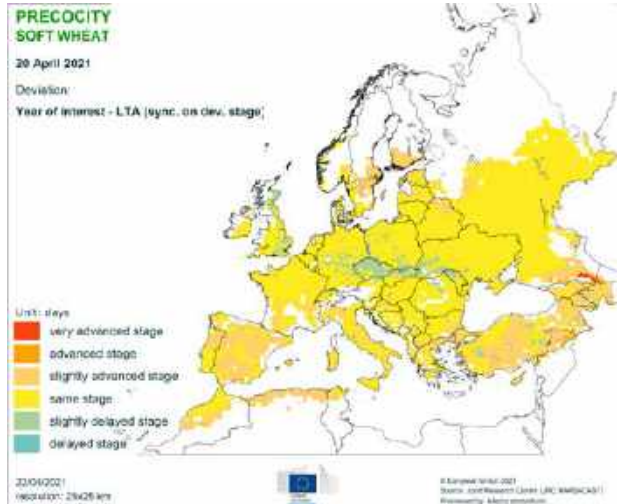 PRECOCITY
SOFT WHEAT
20 April 2021
Deviation:
Year of interest - LTA (sync. on dev. stage)
Unit: days
very advanced stage
advanced stage
slightly advanced stage
same stage
slightly delayed stage
delayed stage
22/04/2021
resolution: 25x25 km
© European Union 2021
Source: Joint Research Centre